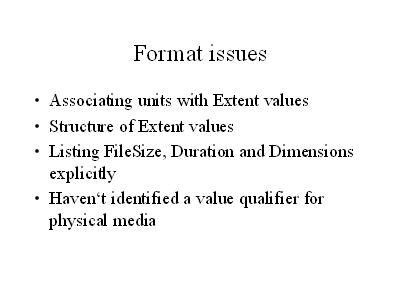 Format issues
• Associating units with Extent values
• Structure of Extent values
• Listing FileSize, Duration and Dimensions
explicitly
• Haven‘t identified a value qualifier for
physical media